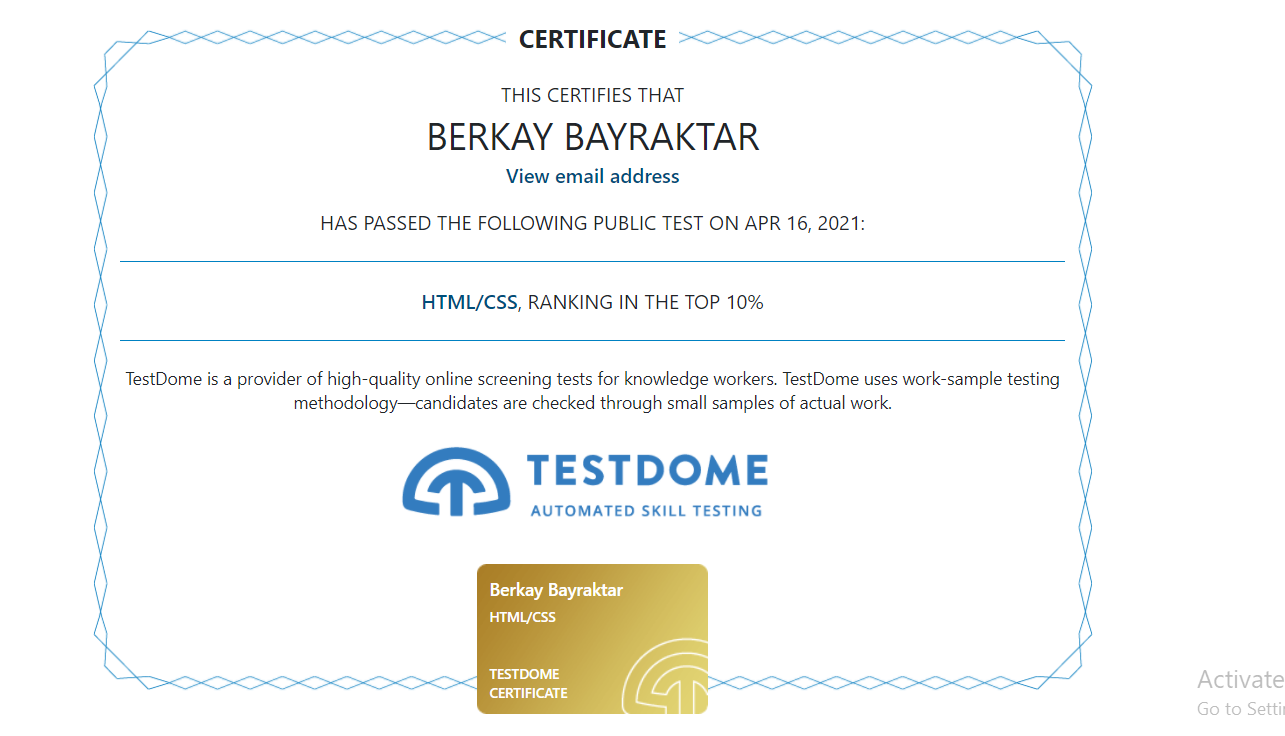 CERTIFICATE
THIS CERTIFIES THAT
BERKAY BAYRAKTAR
View email address
HAS PASSED THE FOLLOWING PUBLIC TEST ON APR 16, 2021:
HTML/CSS, RANKING IN THE TOP 10%
TestDome is a provider of high-quality online screening tests for knowledge workers. TestDome uses work-sample testing
methodology—candidates are checked through small samples of actual work.
TESTDOME
AUTOMATED SKILL TESTING
Berkay Bayraktar
HTML/CSS
TESTDOME
CERTIFICATE
Activate
Go to Setti